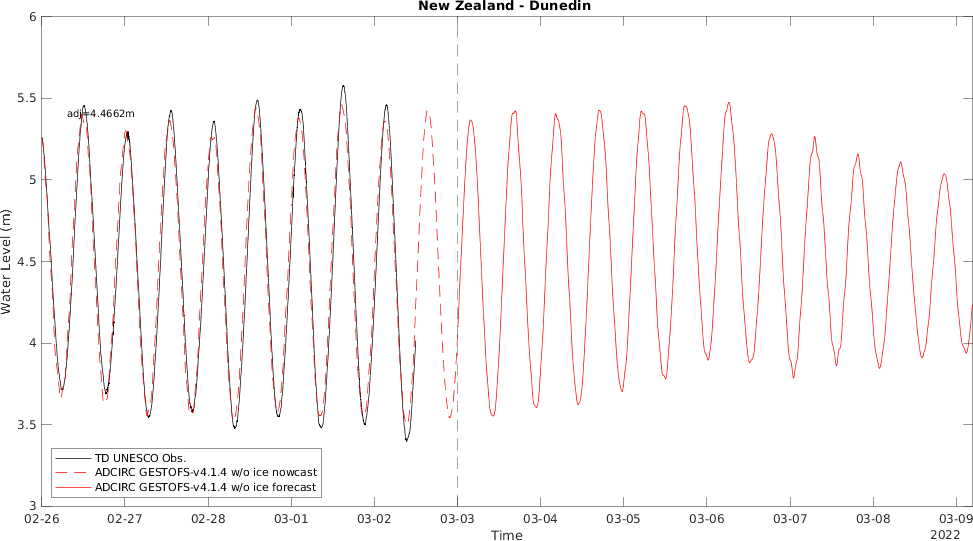 New Zealand - Dunedin
6
5.5
adj=4.4662m
5
4.5
Water Level (m)
4
3.5
TD UNESCO Obs.
ADCIRC GESTOFS-v4.1.4 w/o ice nowcast
ADCIRC GESTOFS-v4.1.4 w/o ice forecast
3
02-26 02-27 02-28 03-01 03-02 03-03 03-04 03-05 03-06 03-07 03-08 03-09
Time 2022